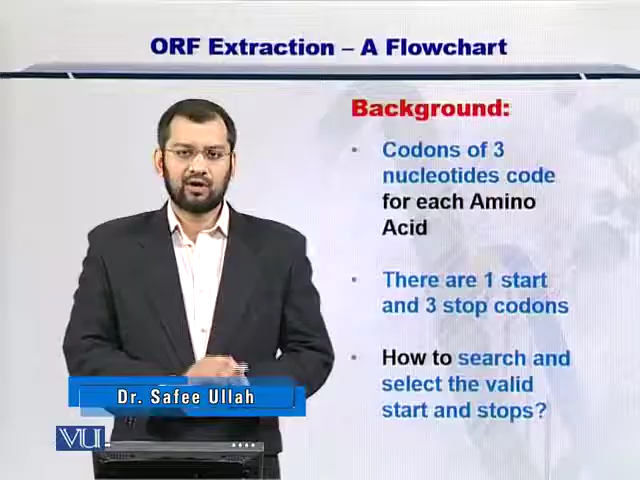 ORF Extraction – A Flowchart
Background:
• Codons of 3
nucleotides code
for each Amino
Acid
• There are 1 start
and 3 stop codons
• How to search and
select the valid
start and stops?
Dr. Safee Ullah
VU